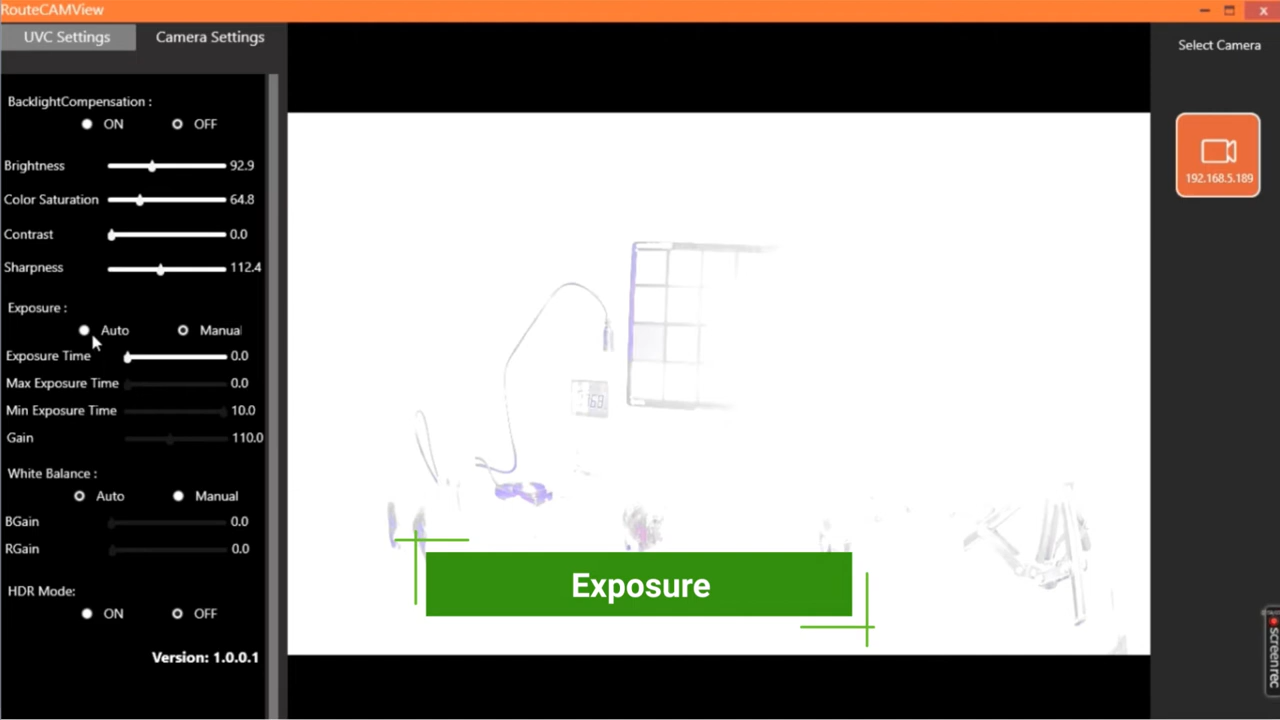 RouteCAMView
UVC Settings
Camera Settings
Select Camera
BacklightCompensation :
ON
OFF
192.168.5.189
Brightness
92.9
Color Saturation
64.8
Contrast
0.0
Sharpness
112.4
Exposure :
Auto
Manual
Exposure Time
0.0
Max Exposure Time
0.0
Min Exposure Time
10.0
Gain
110.0
White Balance :
Auto
Manual
BGain
0.0
RGain
0.0
HDR Mode:
ON
OFF
Version: 1.0.0.1
Exposure
screenrec